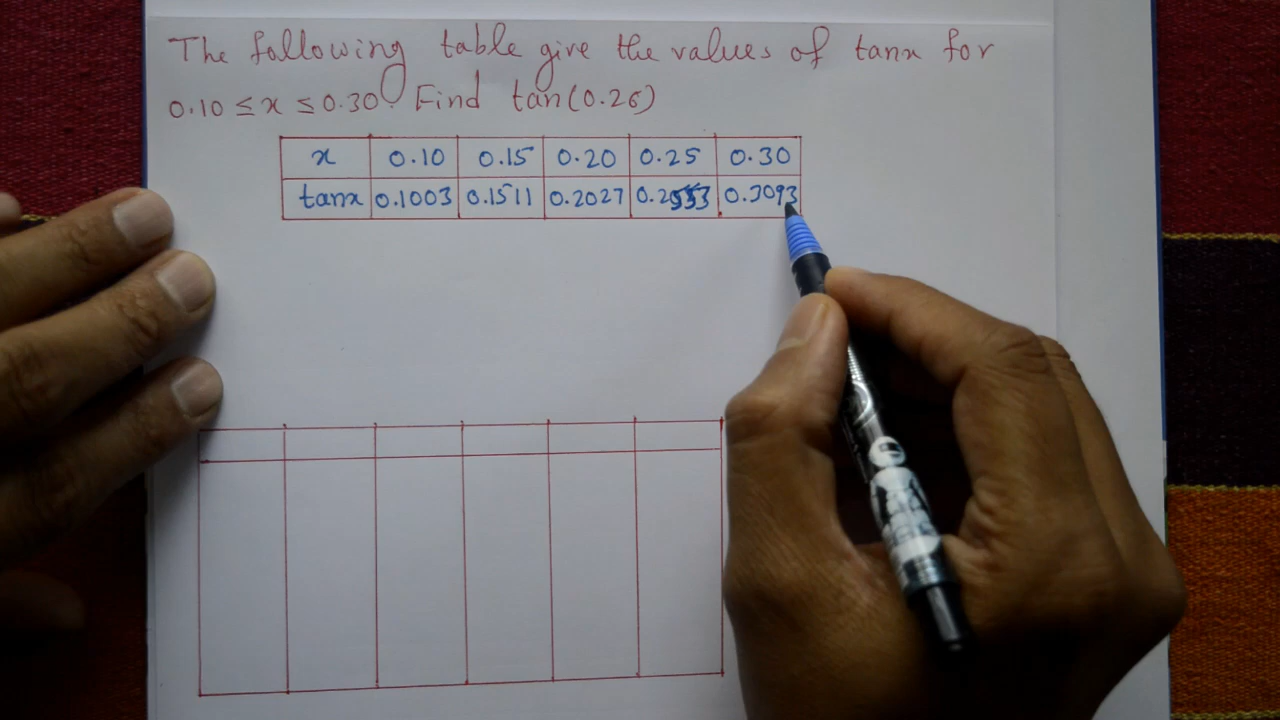 The following table give the values of tanx for
0.10 ≤ x ≤ 0.30. Find tan(0.26)
x 0.10 0.15 0.20 0.25 0.30
tanx 0.1003 0.1511 0.2027 0.2553 0.3093